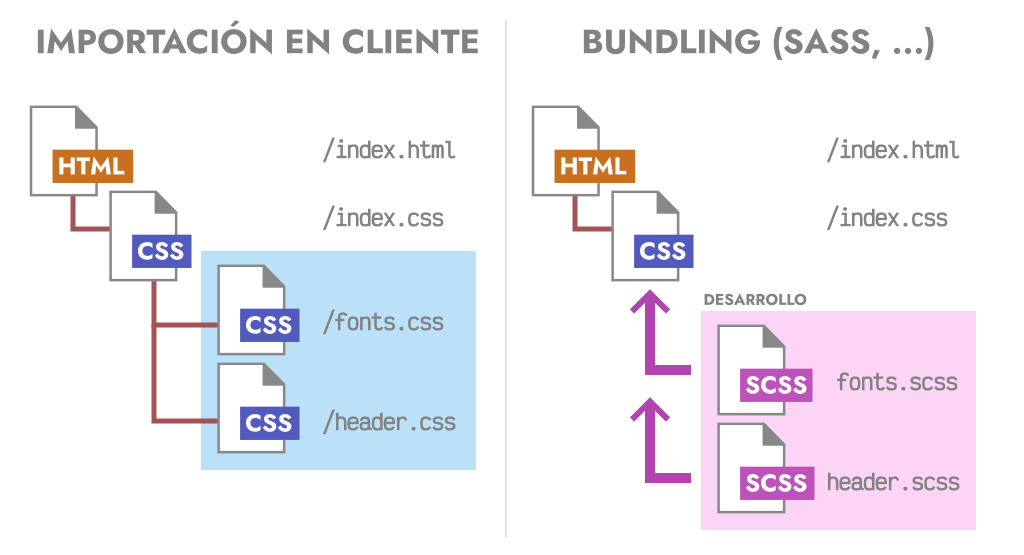 IMPORTACIÓN EN CLIENTE
HTML
/index.html
/index.css
CSS
CSS
/fonts.css
CSS
/header.css
BUNDLING (SASS, ...)
HTML
/index.html
/index.css
CSS
DESARROLLO
SCSS
fonts.scss
SCSS
header.scss